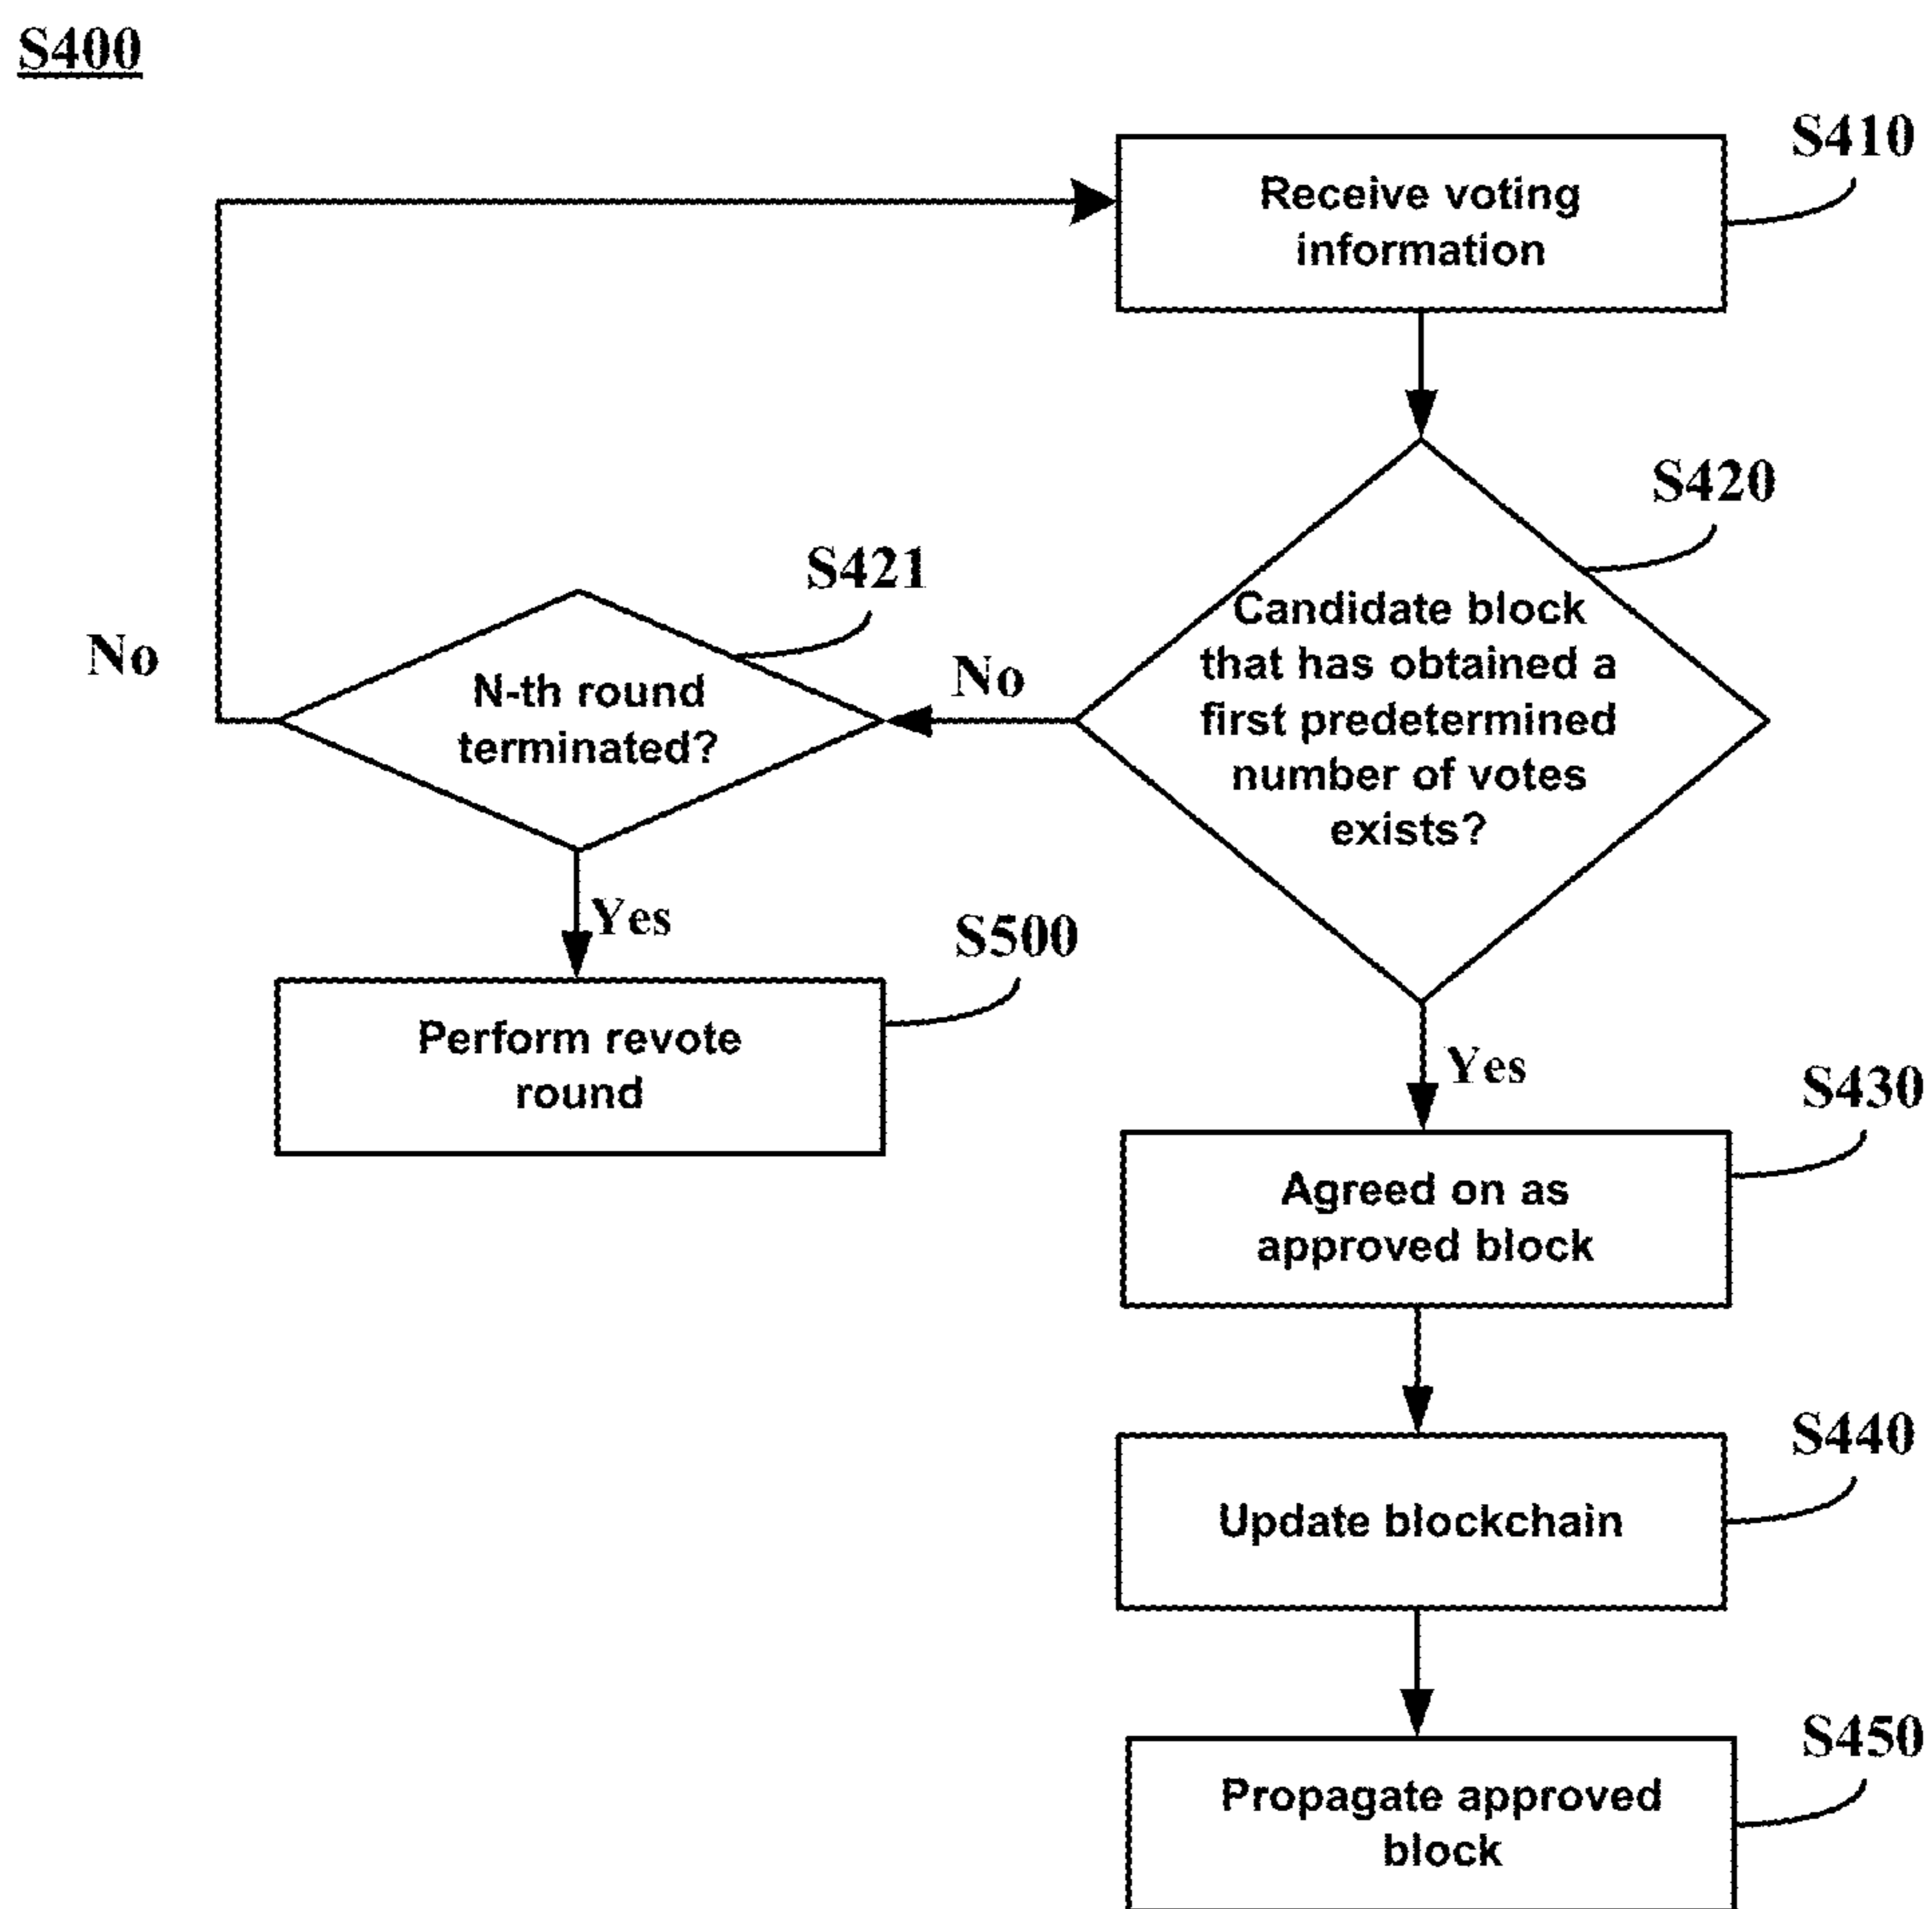 S400
S410
Receive voting
information
S420
Candidate block
that has obtained a
first predetermined
number of votes
exists?
No
S421
N-th round
terminated?
No
Yes
S500
Perform revote
round
Yes
S430
Agreed on as
approved block
S440
Update blockchain
S450
Propagate approved
block